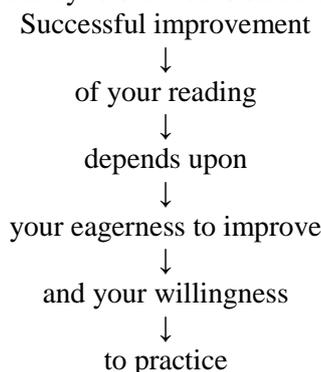 Successful improvement
↓
of your reading
↓
depends upon
↓
your eagerness to improve
↓
and your willingness
↓
to practice